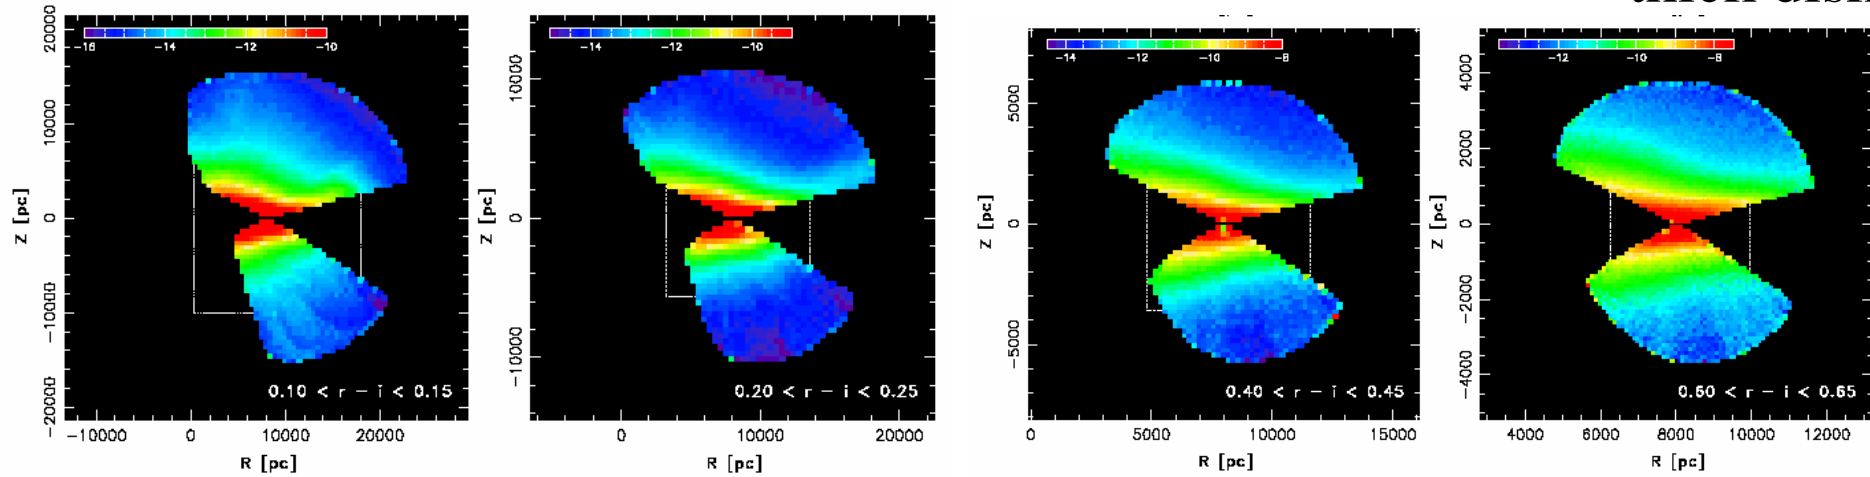 −16 −14 −12 −10
20000
10000
0
−10000
−20000
Z [pc]
0.10 < r − i < 0.15
−10000 0 10000 20000
R [pc]
−14 −12 −10
10000
0
−10000
Z [pc]
0.20 < r − i < 0.25
0 10000 20000
R [pc]
−14 −12 −10 −8
5000
0
−5000
Z [pc]
0.40 < r − i < 0.45
0 5000 10000 15000
R [pc]
−12 −10 −8
4000
2000
0
−2000
−4000
Z [pc]
0.60 < r − i < 0.65
4000 6000 8000 10000 12000
R [pc]